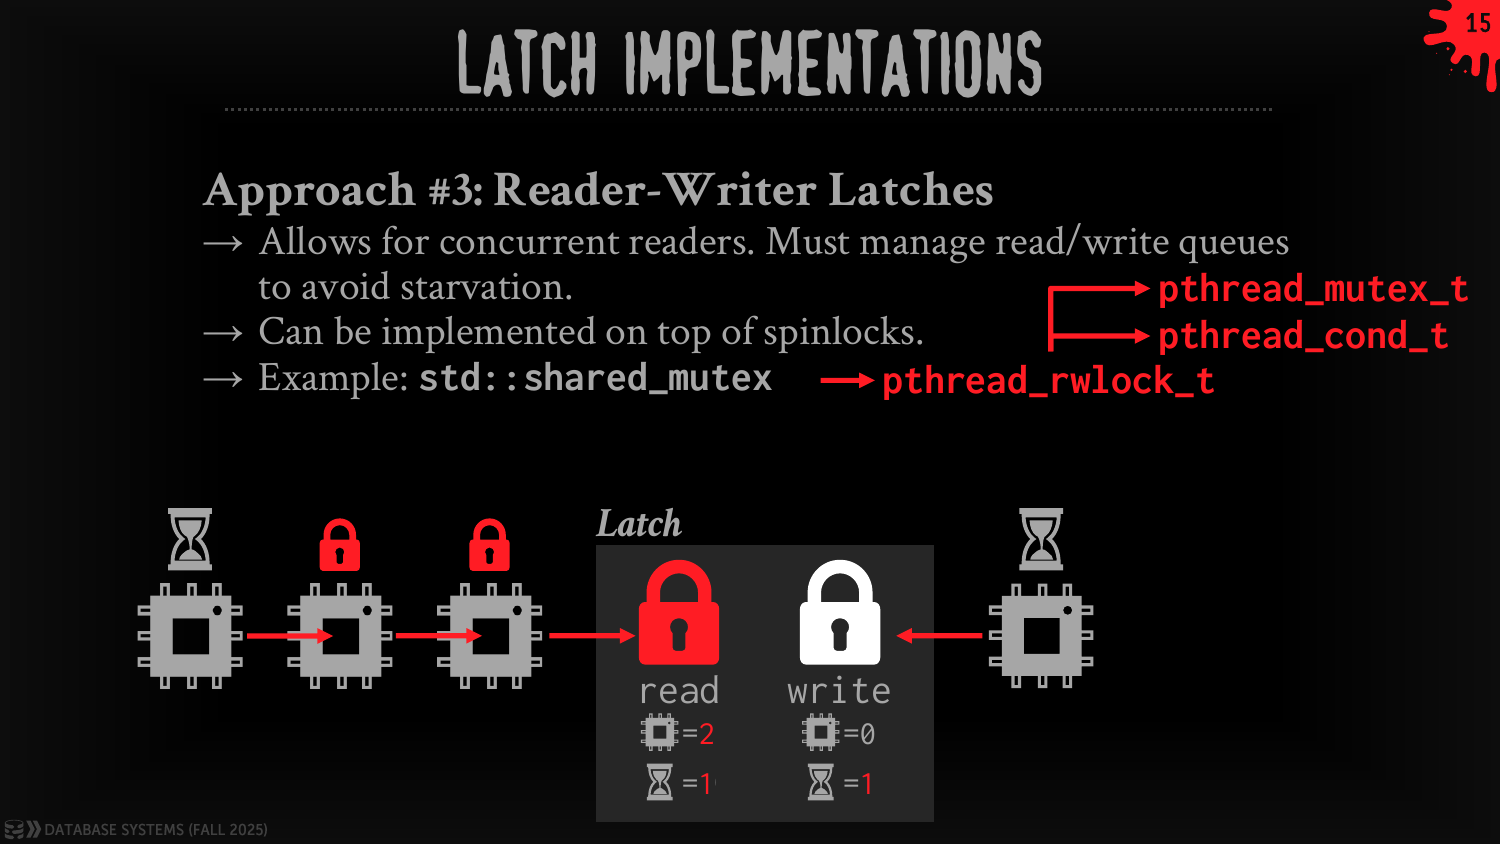 15
LATCH IMPLEMENTATIONS
Approach #3: Reader-Writer Latches
→ Allows for concurrent readers. Must manage read/write queues
to avoid starvation.
pthread_mutex_t
→ Can be implemented on top of spinlocks.
pthread_cond_t
→ Example: std::shared_mutex
pthread_rwlock_t
Latch
read
write
=2
=0
=1
=1
DATABASE SYSTEMS (FALL 2025)